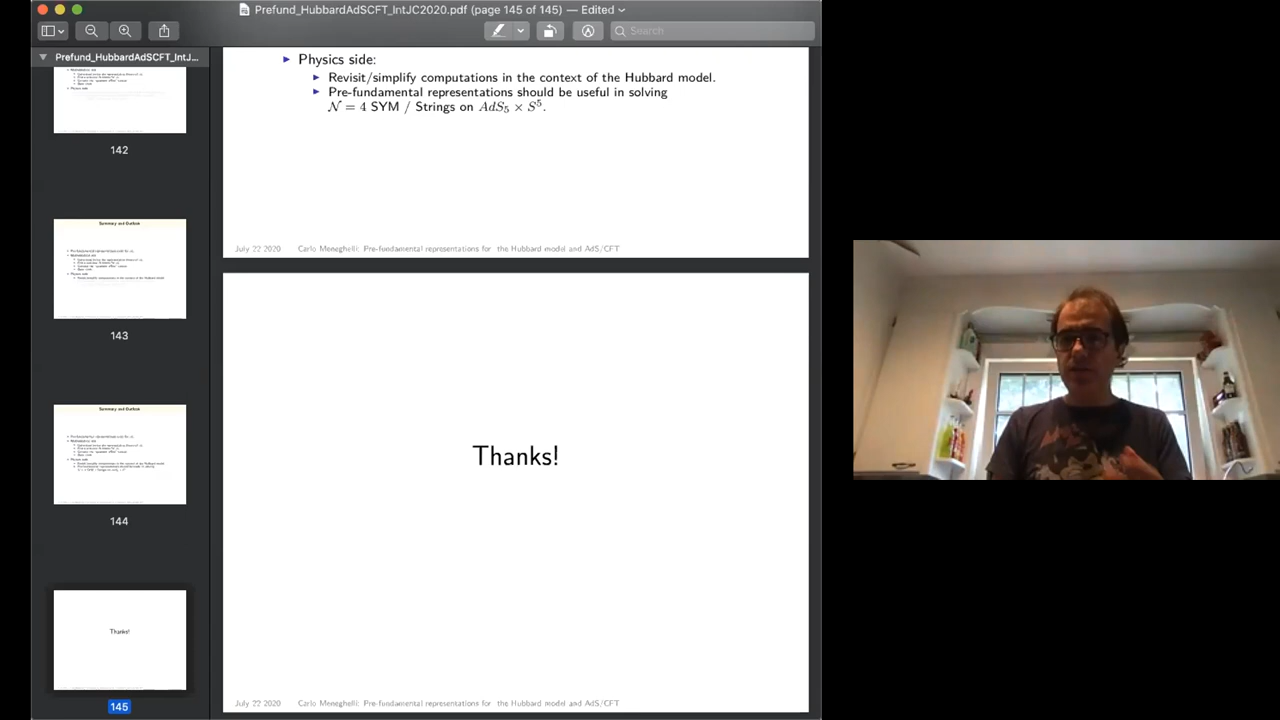 Prefund_HubbardAdSCFT_IntJC2020.pdf (page 145 of 145) — Edited
Search
Prefund_HubbardAdSCFT_IntJ...
142
Summary and Outlook
143
Summary and Outlook
144
Thanks!
145
Physics side:
Revisit/simplify computations in the context of the Hubbard model.
Pre-fundamental representations should be useful in solving
𝒩 = 4 SYM / Strings on AdS₅ × S⁵.
July 22 2020 Carlo Meneghelli: Pre-fundamental representations for the Hubbard model and AdS/CFT
Thanks!
July 22 2020 Carlo Meneghelli: Pre-fundamental representations for the Hubbard model and AdS/CFT